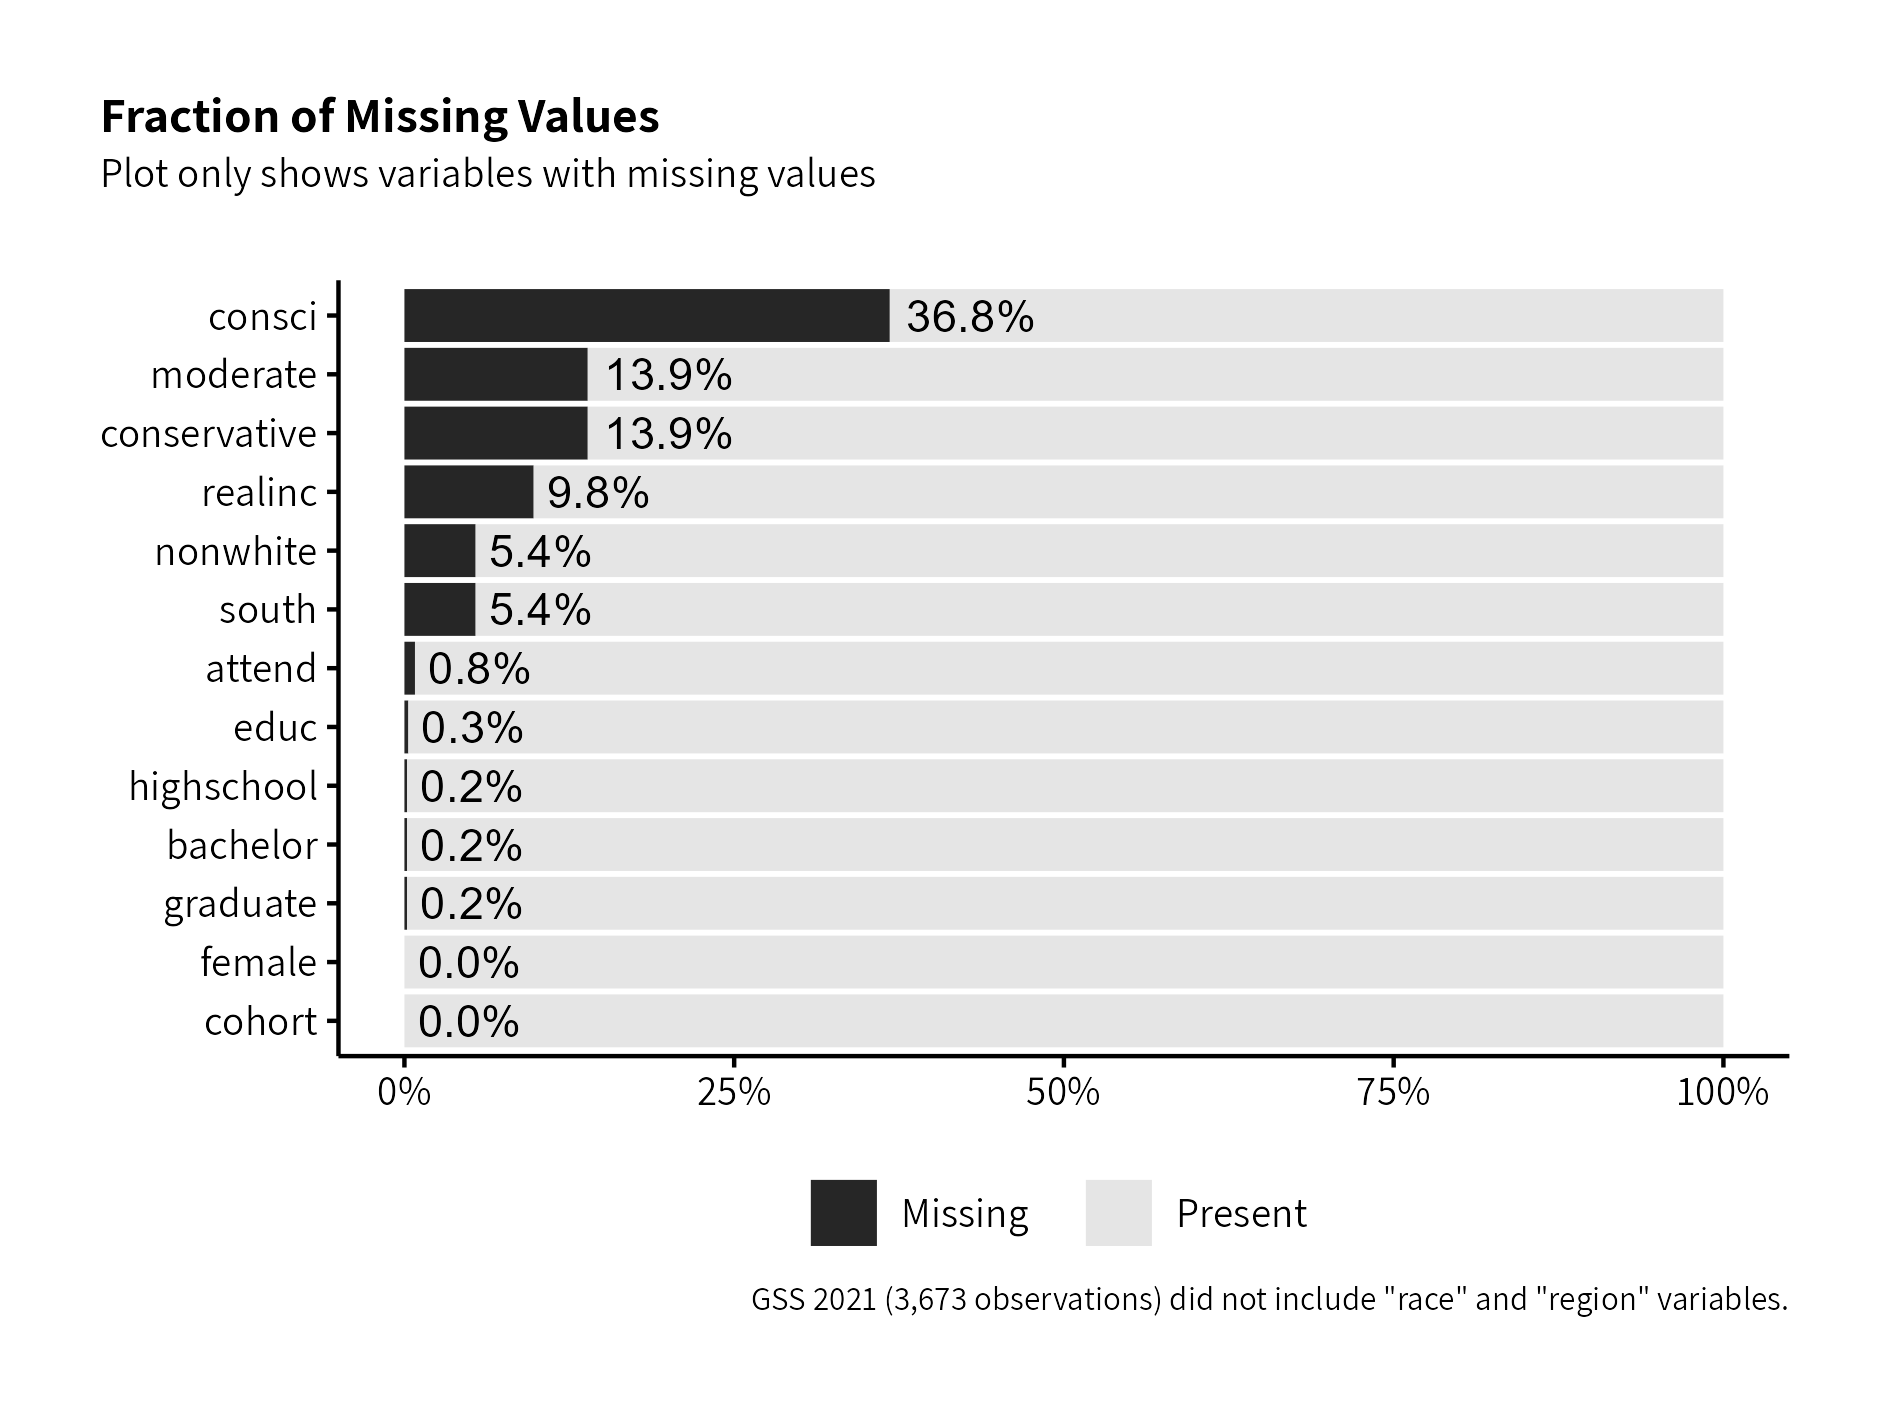 Fraction of Missing Values
Plot only shows variables with missing values
consci 36.8%
moderate 13.9%
conservative 13.9%
realinc 9.8%
nonwhite 5.4%
south 5.4%
attend 0.8%
educ 0.3%
highschool 0.2%
bachelor 0.2%
graduate 0.2%
female 0.0%
cohort 0.0%
0% 25% 50% 75% 100%
Missing Present
GSS 2021 (3,673 observations) did not include "race" and "region" variables.